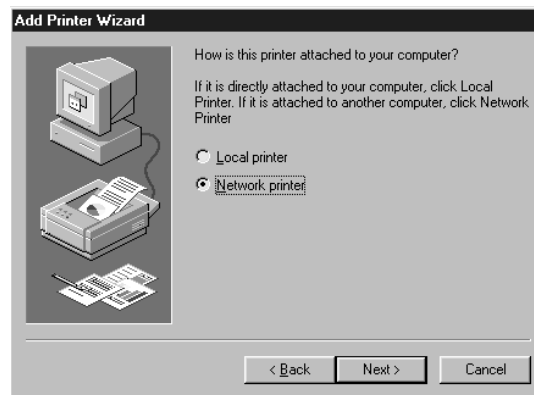 Add Printer Wizard
How is this printer attached to your computer?
If it is directly attached to your computer, click Local
Printer. If it is attached to another computer, click Network
Printer
Local printer
Network printer
< Back
Next >
Cancel